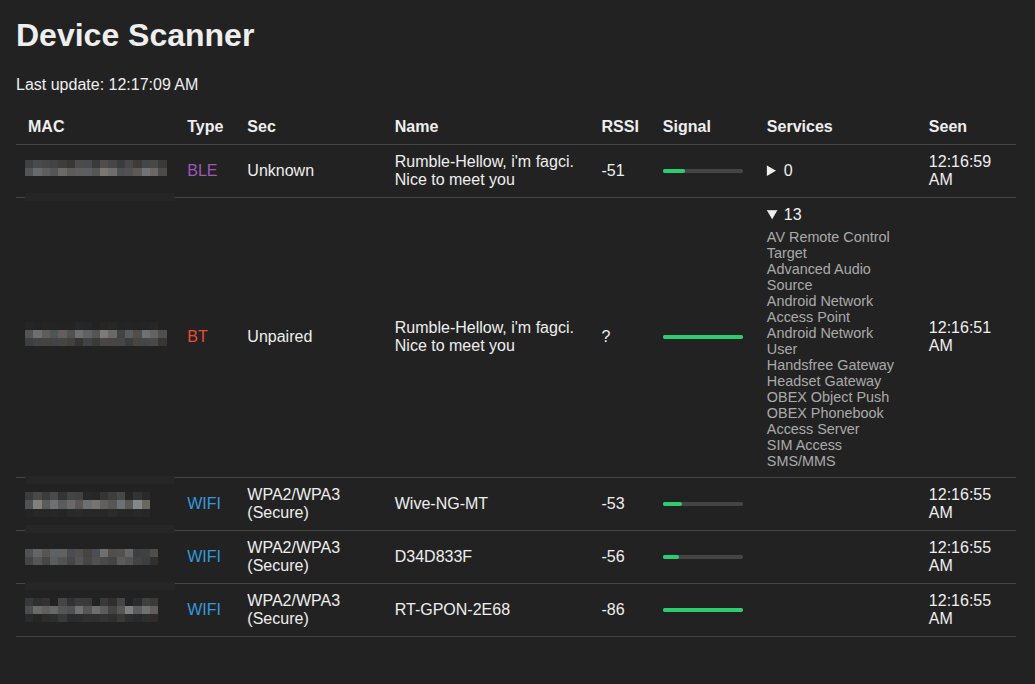 Device Scanner
Last update: 12:17:09 AM
MAC Type Sec Name RSSI Signal Services Seen
BLE Unknown Rumble-Hellow, i'm fagci. Nice to meet you -51 0 12:16:59 AM
BT Unpaired Rumble-Hellow, i'm fagci. Nice to meet you ? 13
AV Remote Control
Target
Advanced Audio
Source
Android Network
Access Point
Android Network
User
Handsfree Gateway
Headset Gateway
OBEX Object Push
OBEX Phonebook
Access Server
SIM Access
SMS/MMS
12:16:51 AM
WIFI WPA2/WPA3 (Secure) Wive-NG-MT -53 12:16:55 AM
WIFI WPA2/WPA3 (Secure) D34D833F -56 12:16:55 AM
WIFI WPA2/WPA3 (Secure) RT-GPON-2E68 -86 12:16:55 AM